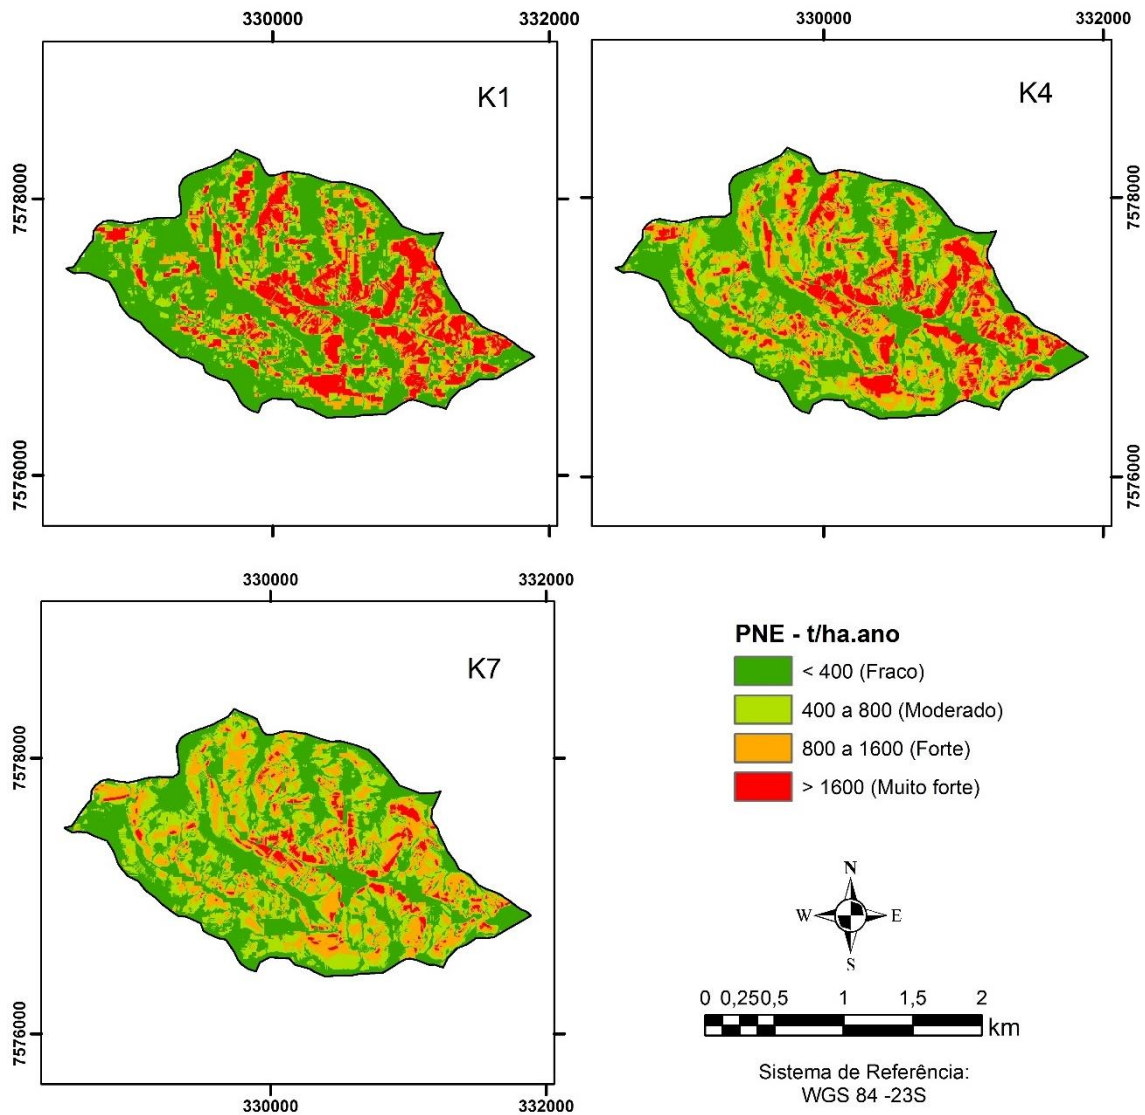 330000
332000
330000
332000
K1
K4
7578000
7578000
7576000
7576000
330000
332000
K7
7578000
7576000
330000
332000
PNE - t/ha.ano
< 400 (Fraco)
400 a 800 (Moderado)
800 a 1600 (Forte)
> 1600 (Muito forte)
N
W
E
S
0 0,25 0,5 1 1,5 2
km
Sistema de Referência:
WGS 84 -23S